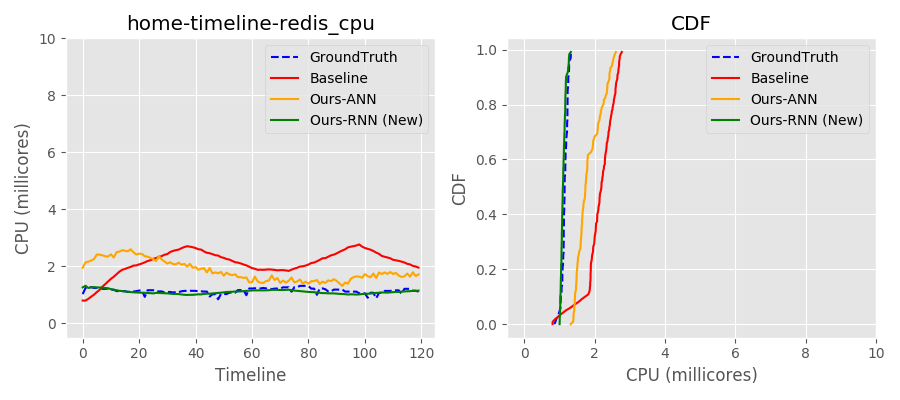 home-timeline-redis_cpu
CPU (millicores)
10
8
6
4
2
0
0
20
40
60
80
100
120
Timeline
GroundTruth
Baseline
Ours-ANN
Ours-RNN (New)
CDF
CDF
1.0
0.8
0.6
0.4
0.2
0.0
0
2
4
6
8
10
CPU (millicores)
GroundTruth
Baseline
Ours-ANN
Ours-RNN (New)